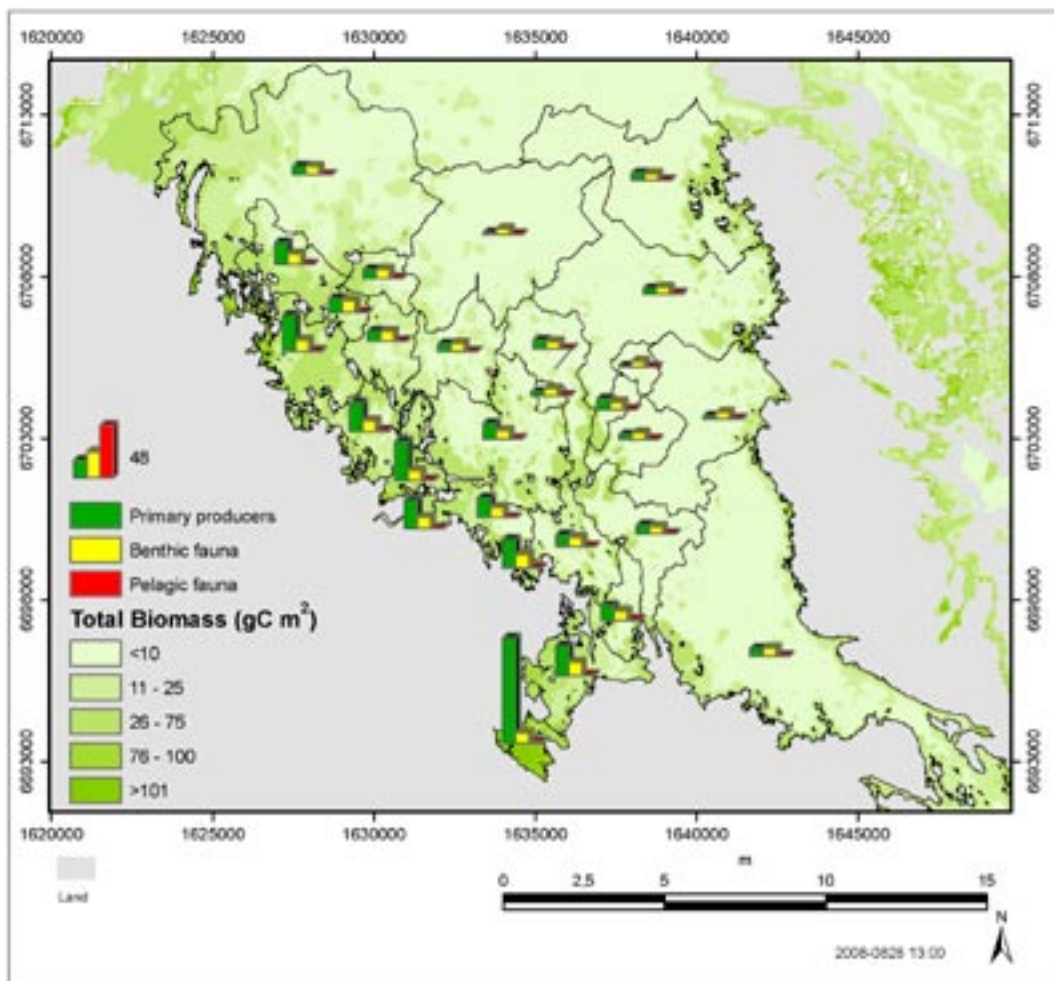 1620000 1625000 1630000 1635000 1640000 1645000
6713000 6713000
6708000 6708000
6703000 6703000
6698000 6698000
6693000 6693000
48
Primary producers
Benthic fauna
Pelagic fauna
Total Biomass (gC m²)
<10
11 - 25
26 - 75
76 - 100
>101
1620000 1625000 1630000 1635000 1640000 1645000
Land
m
0 2,5 5 10 15
N
2008-0828 13:00